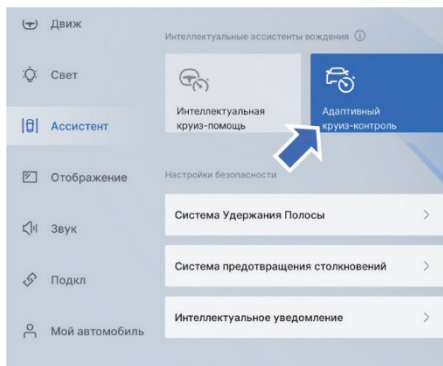 Движ
Свет
Ассистент
Отображение
Звук
Подкл
Мой автомобиль
Интеллектуальные ассистенты вождения
Интеллектуальная
круиз-помощь
Адаптивный
круиз-контроль
Настройки безопасности
Система Удержания Полосы
Система предотвращения столкновений
Интеллектуальное уведомление